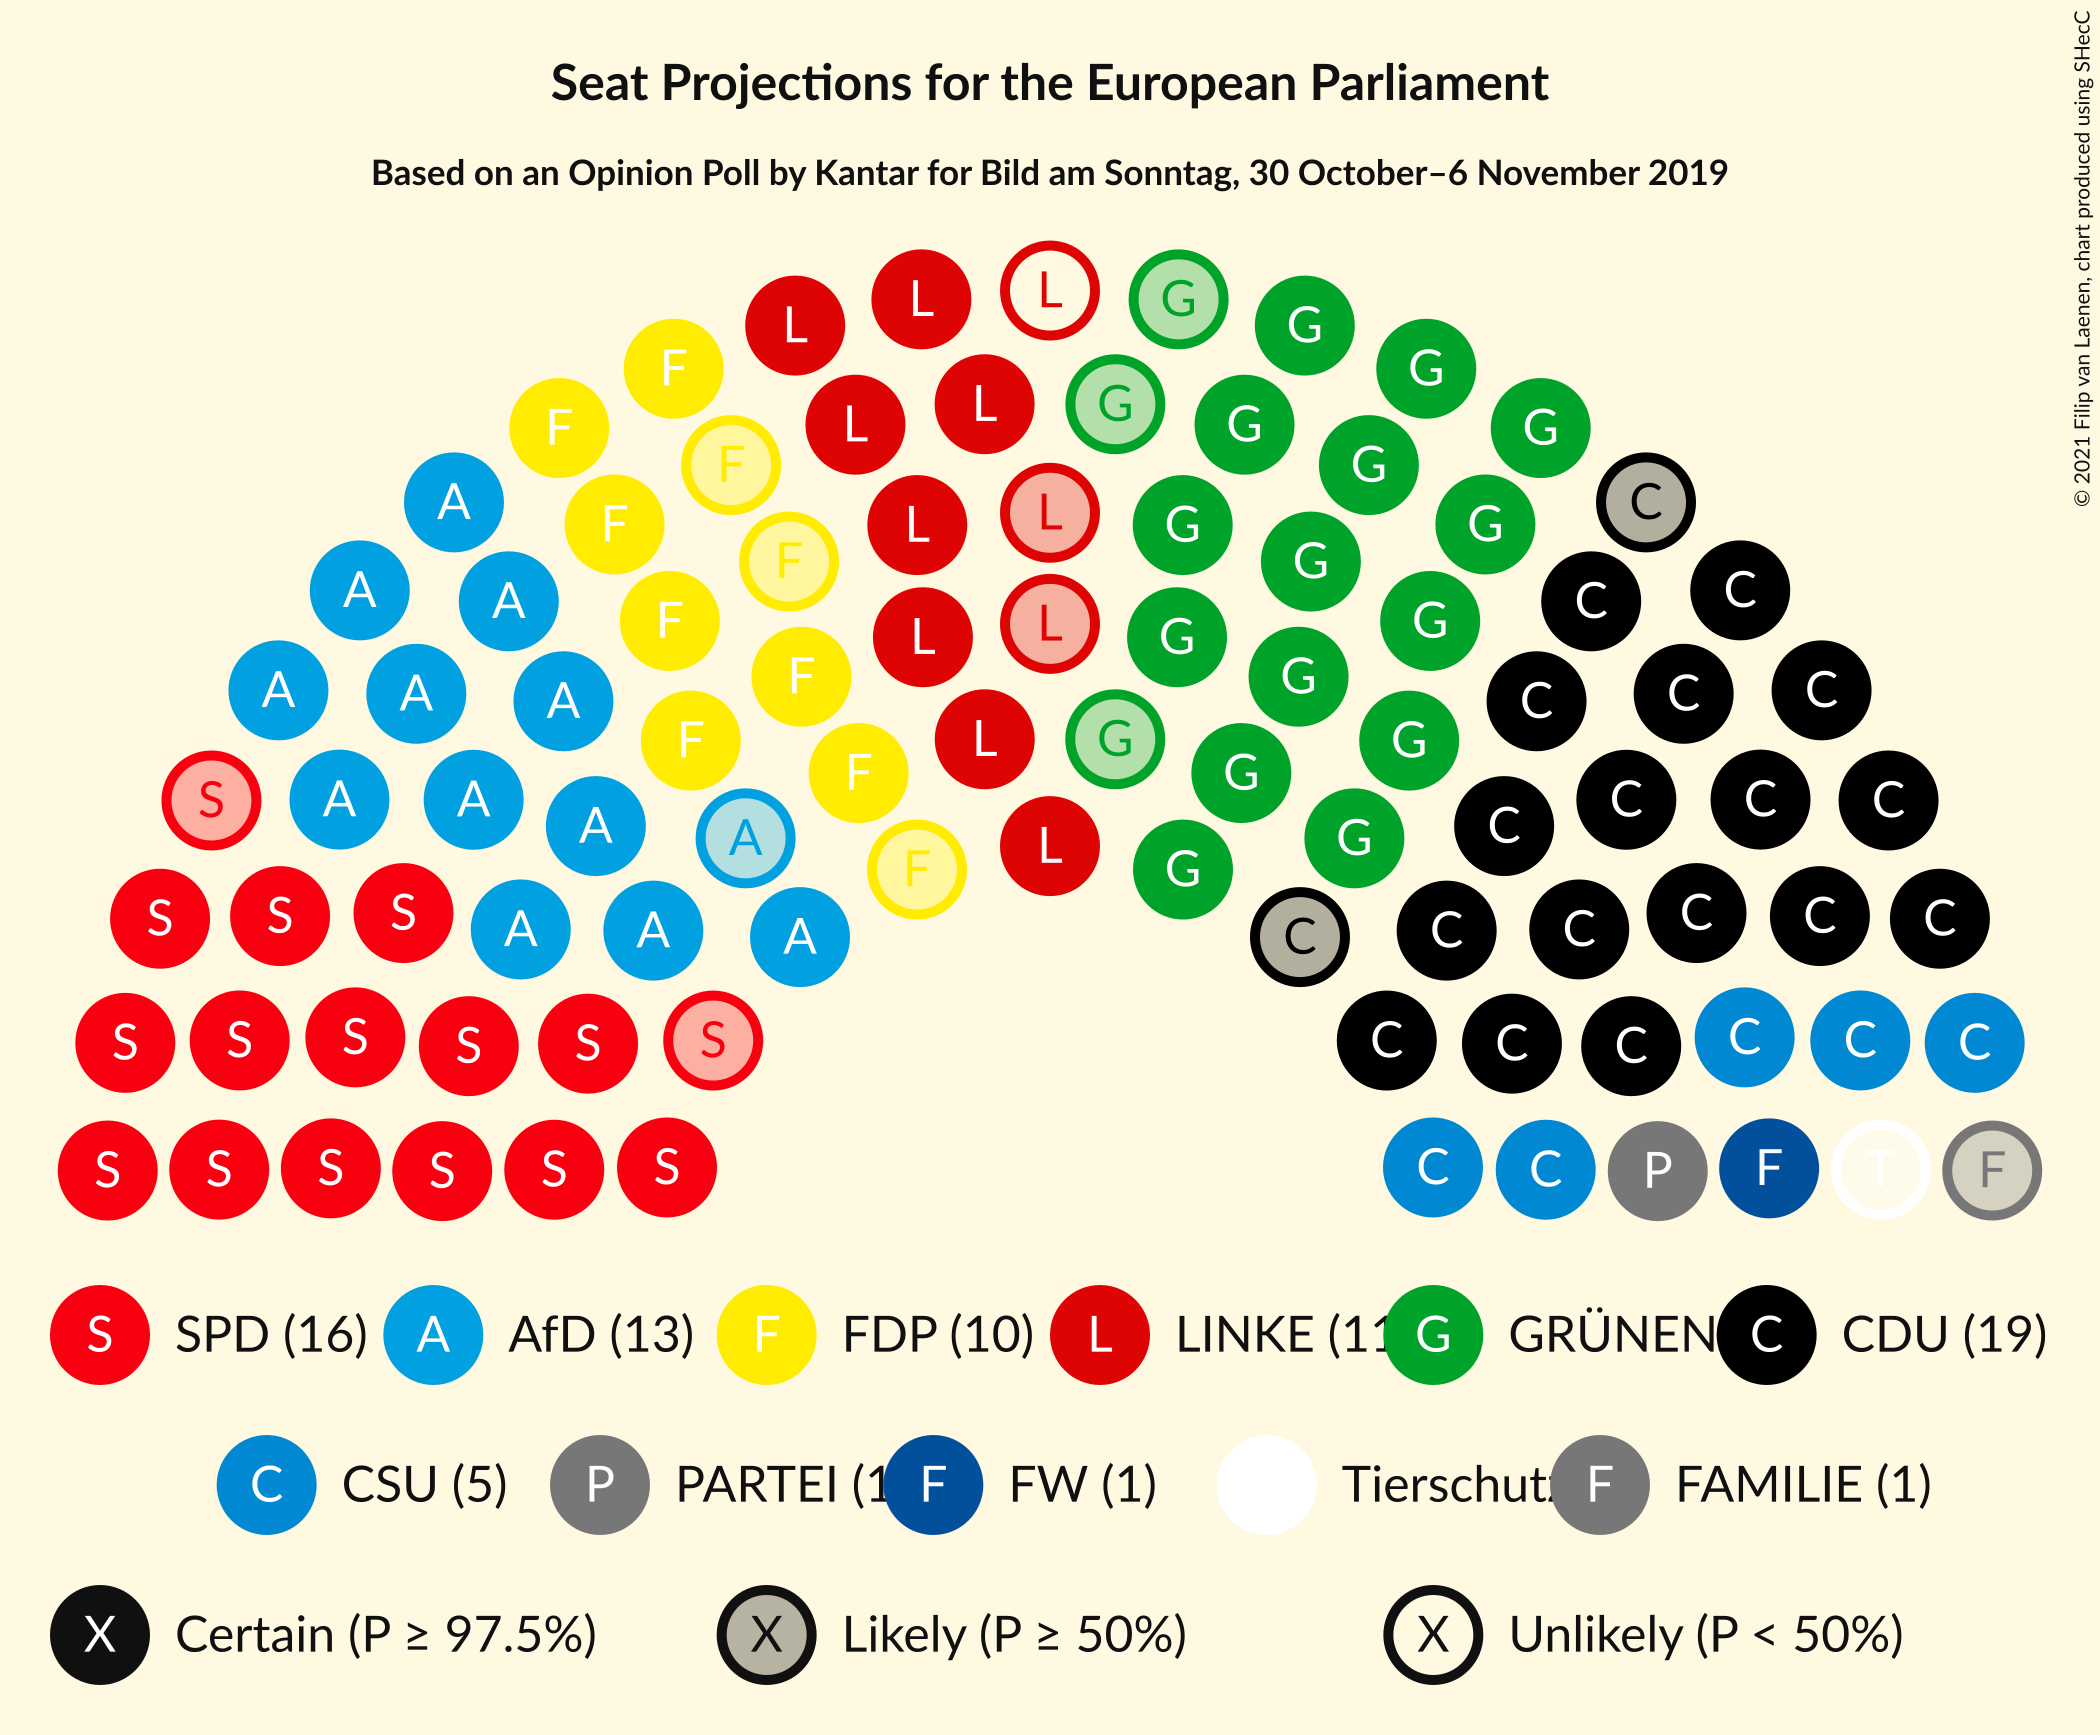 Seat Projections for the European Parliament
Based on an Opinion Poll by Kantar for Bild am Sonntag, 30 October–6 November 2019
© 2021 Filip van Laenen, chart produced using SHecC
L L L G G
F L L G G G
F F L L G G G G
A F F L G G G C
A A F F L L G G G C C
A A A F F L G G G C C C
S A A A A F L G G G C C C C
S S S A A A F G C C C C C C
S S S S S S C C C C C C
S S S S S S C C P F T F
S SPD (16) A AfD (13) F FDP (10) L LINKE (11 G GRÜNEN C CDU (19)
C CSU (5) P PARTEI (1 F FW (1) Tierschutz F FAMILIE (1)
X Certain (P ≥ 97.5%) X Likely (P ≥ 50%) X Unlikely (P < 50%)